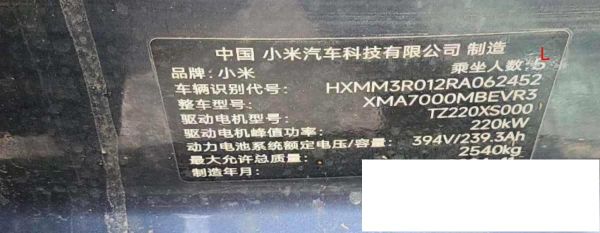 中国 小米汽车科技有限公司 制造
品牌: 小米 乘坐人数: 5
L
车辆识别代号: HXMM3R012RA062452
整车型号: XMA7000MBEVR3
驱动电机型号: TZ220XS000
驱动电机峰值功率: 220kW
动力电池系统额定电压/容量: 394V/239.3Ah
最大允许总质量: 2540kg
制造年月: